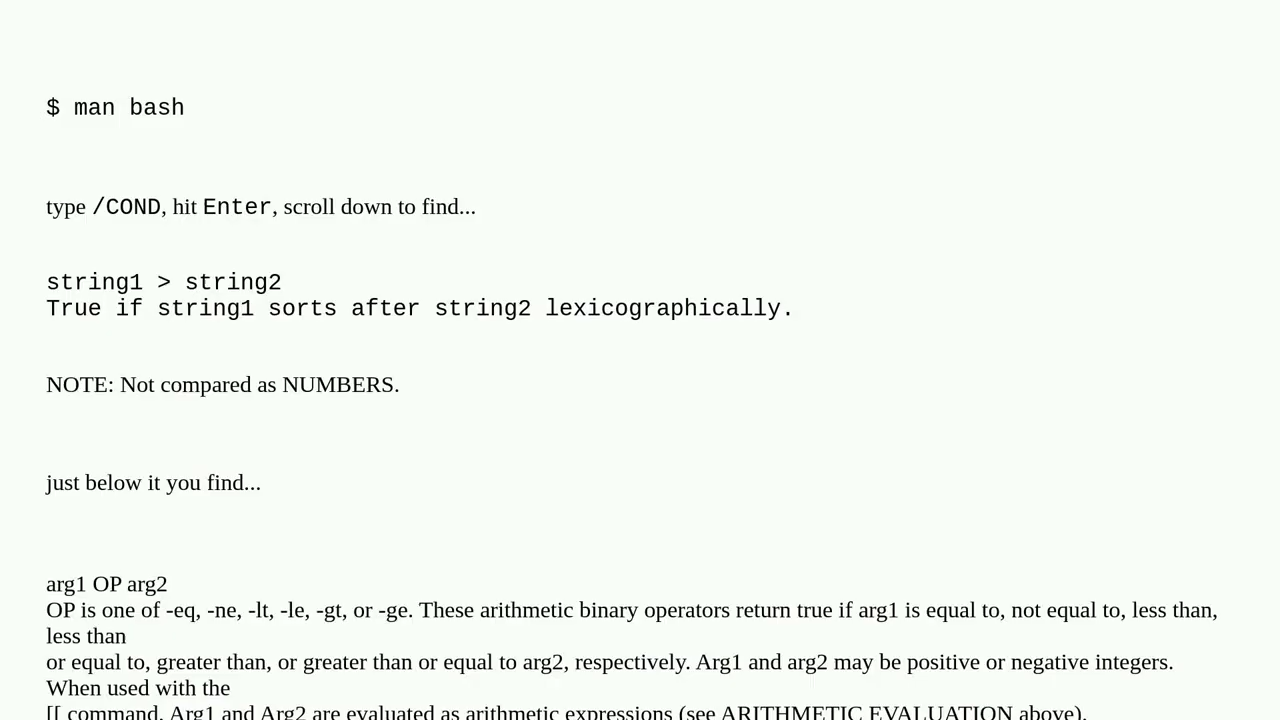 $ man bash
type /COND, hit Enter, scroll down to find...
string1 > string2
True if string1 sorts after string2 lexicographically.
NOTE: Not compared as NUMBERS.
just below it you find...
arg1 OP arg2
OP is one of -eq, -ne, -lt, -le, -gt, or -ge. These arithmetic binary operators return true if arg1 is equal to, not equal to, less than,
less than
or equal to, greater than, or greater than or equal to arg2, respectively. Arg1 and arg2 may be positive or negative integers.
When used with the
[[ command, Arg1 and Arg2 are evaluated as arithmetic expressions (see ARITHMETIC EVALUATION above).